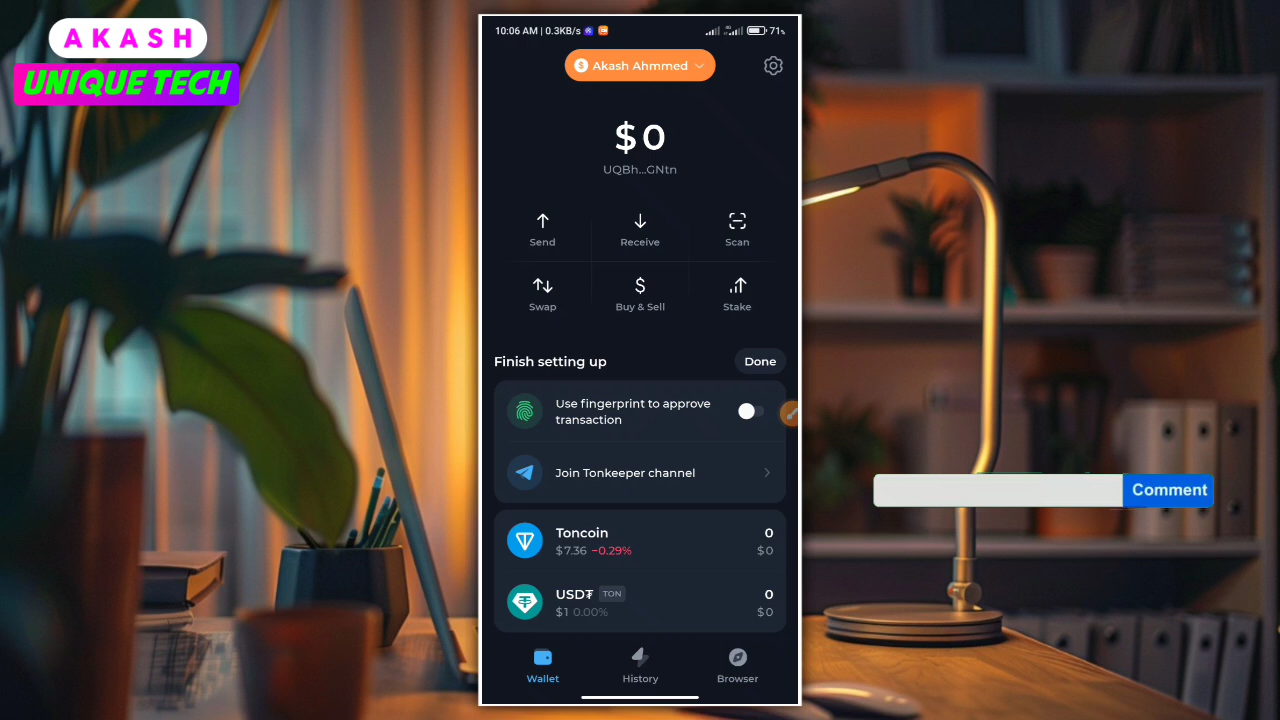 AKASH
UNIQUE TECH
10:06 AM | 0.3KB/s
71%
Akash Ahmmed
$ 0
UQBh...GNtn
Send
Receive
Scan
Swap
Buy & Sell
Stake
Finish setting up
Done
Use fingerprint to approve
transaction
Join Tonkeeper channel
Toncoin
0
$7.36 −0.29%
$0
USD₮ TON
0
$1 0.00%
$0
Comment
Wallet
History
Browser